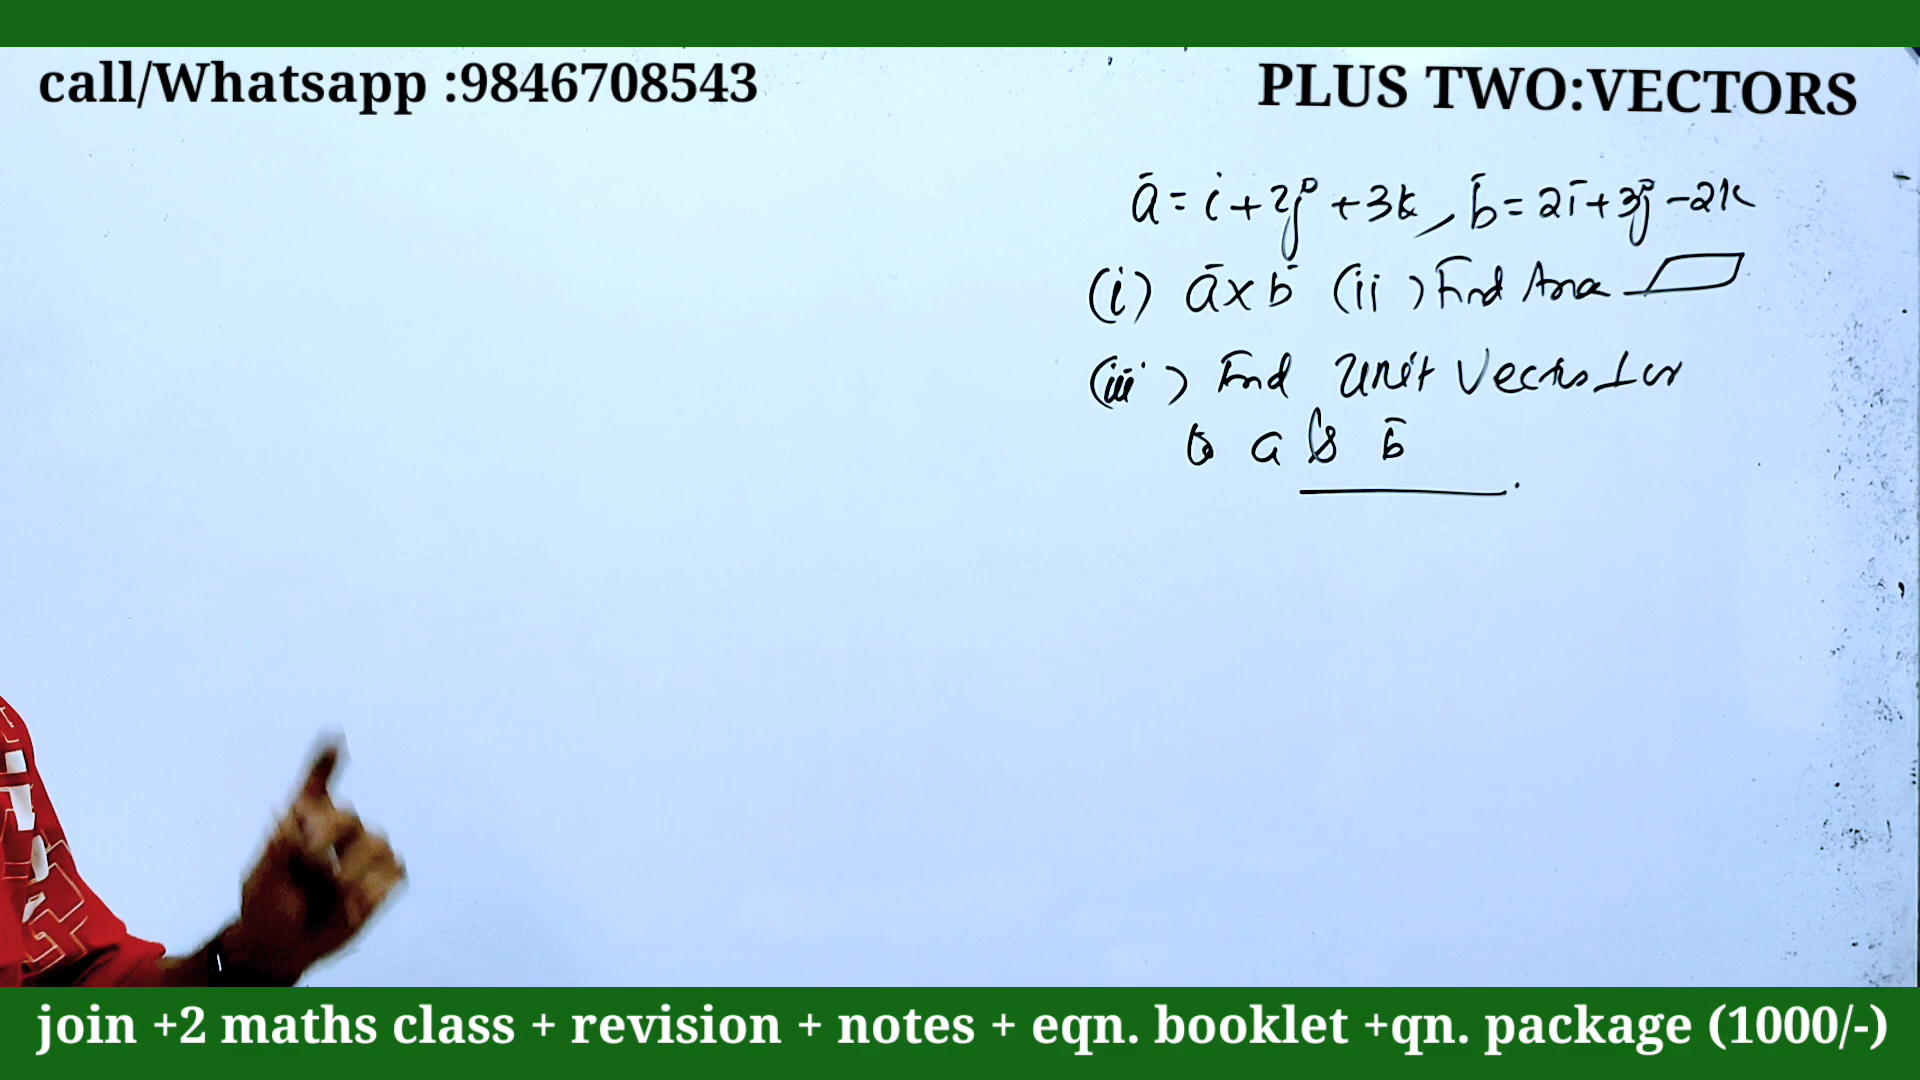 call/Whatsapp :9846708543
PLUS TWO:VECTORS
ā = i + 2j + 3k, b̄ = 2i + 3j - 2k
(i) ā x b̄ (ii) Find Area ▱
(iii) Find Unit Vector ⊥cr
to a & b̄
join +2 maths class + revision + notes + eqn. booklet +qn. package (1000/-)